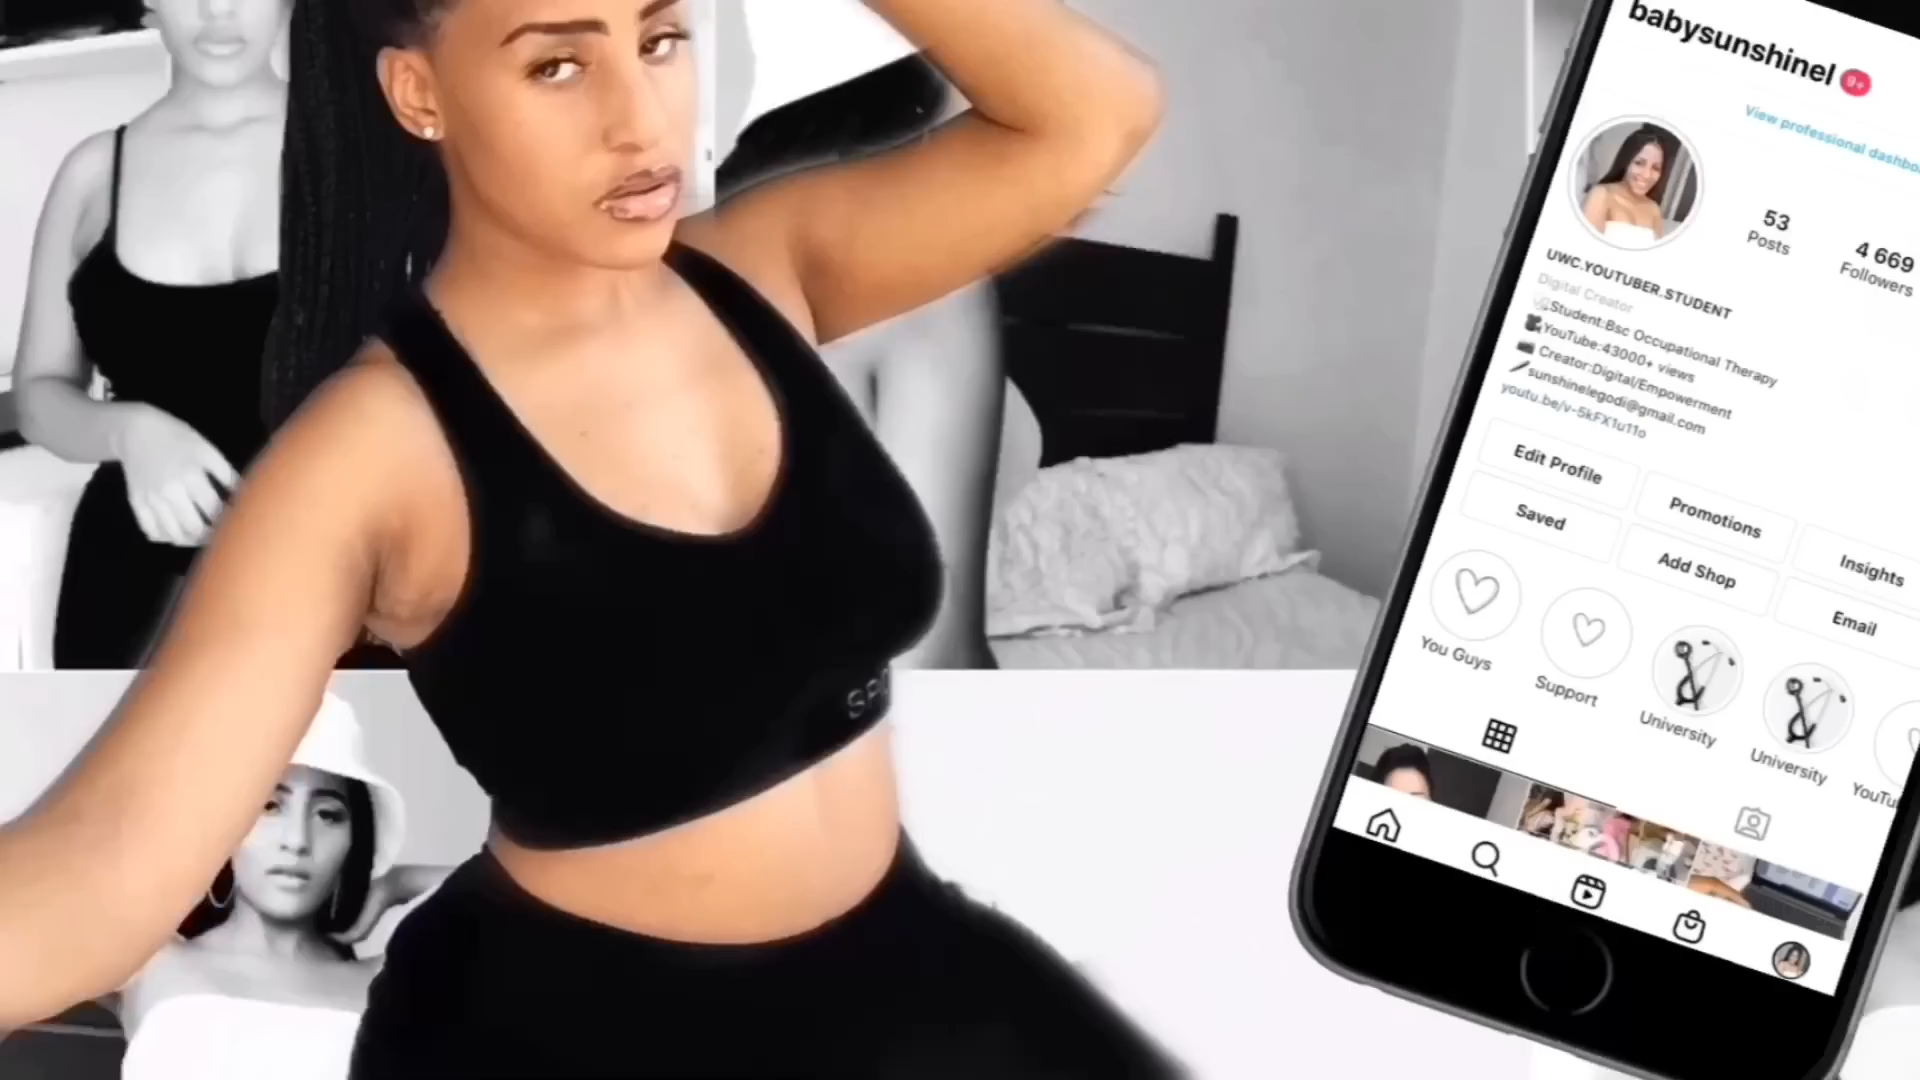 babysunshinel 9+
View professional dashbo
53
Posts
4 669
Followers
UWC.YOUTUBER.STUDENT
Digital Creator
Student:Bsc Occupational Therapy
YouTube:43000+ views
Creator:Digital/Empowerment
sunshinelegodi@gmail.com
youtu.be/v-5kFX1u11o
Edit Profile
Promotions
Insights
Saved
Add Shop
Email
You Guys
Support
University
University
YouTu
SPO